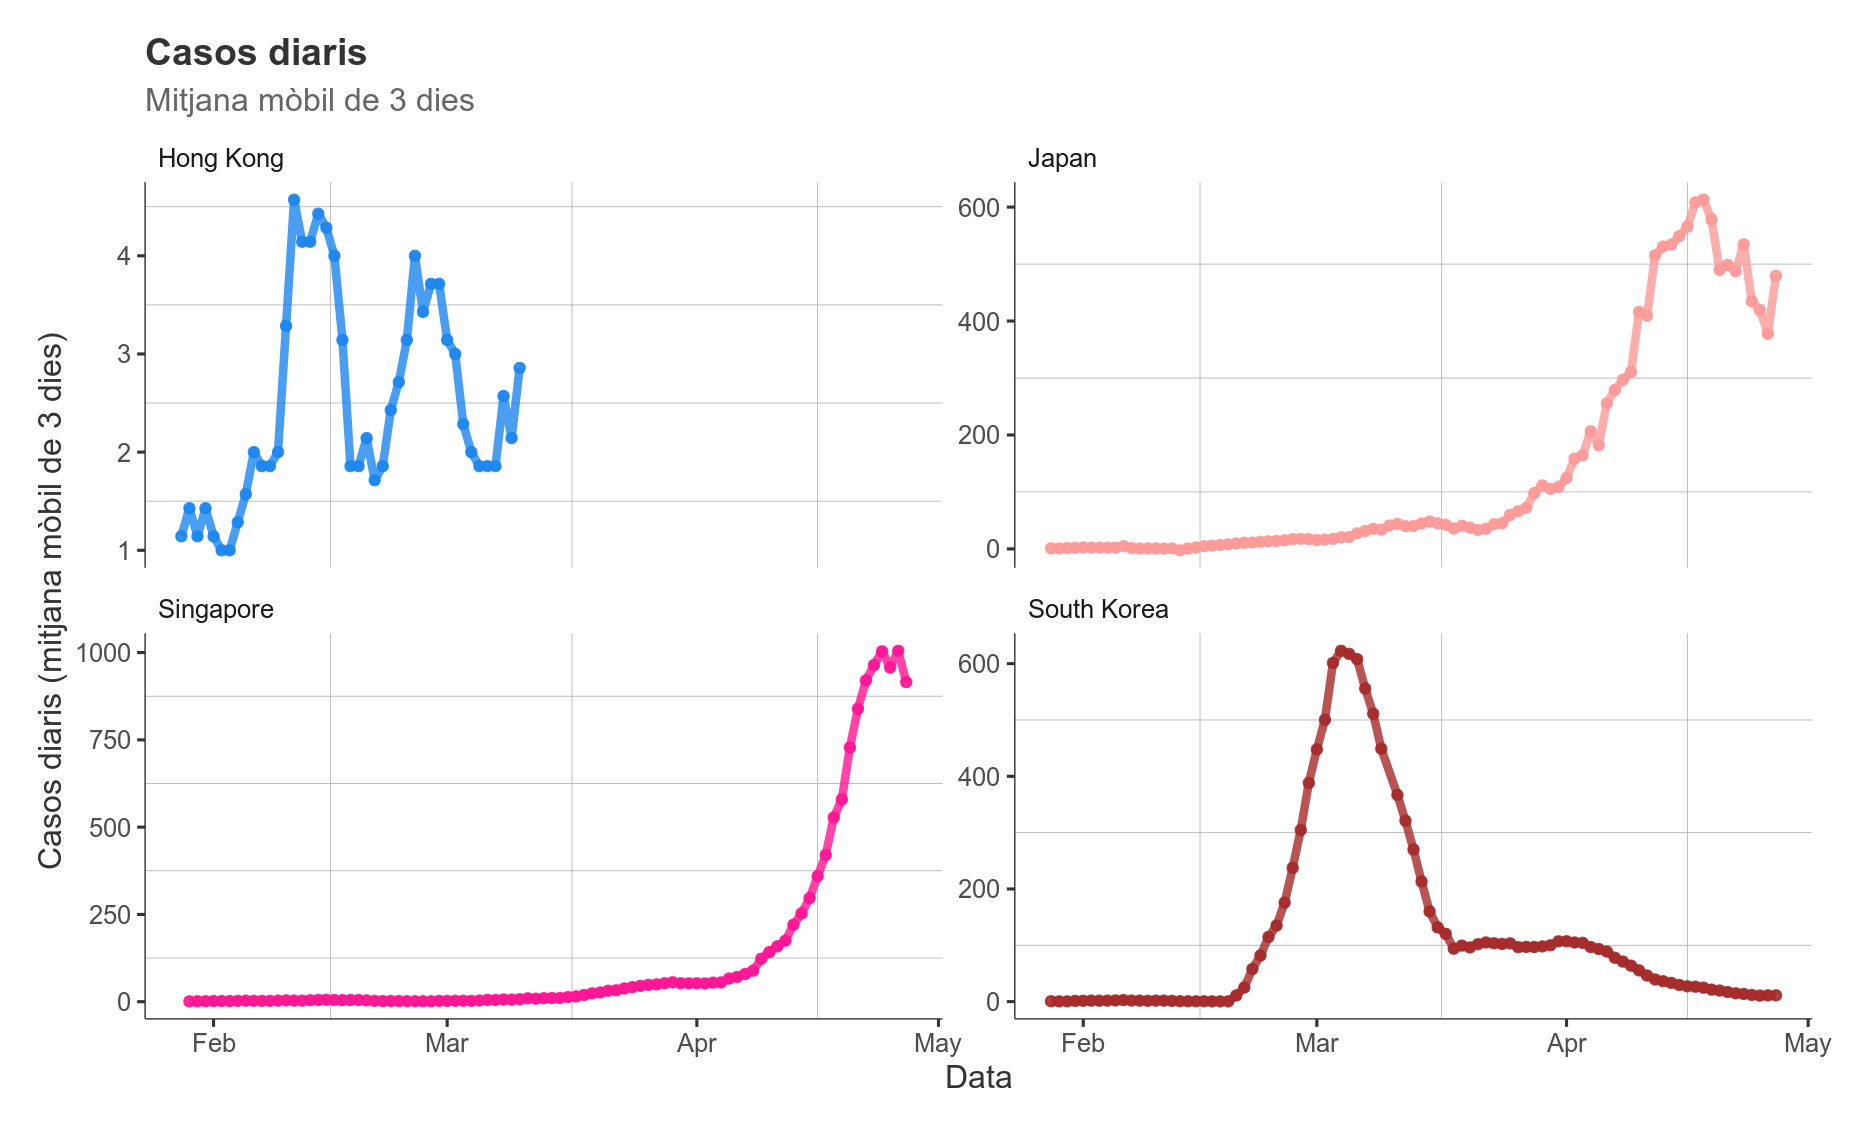 Casos diaris
Mitjana mòbil de 3 dies
Casos diaris (mitjana mòbil de 3 dies)
Hong Kong
4
3
2
1
Japan
600
400
200
0
Singapore
1000
750
500
250
0
Feb Mar Apr May
South Korea
600
400
200
0
Feb Mar Apr May
Data